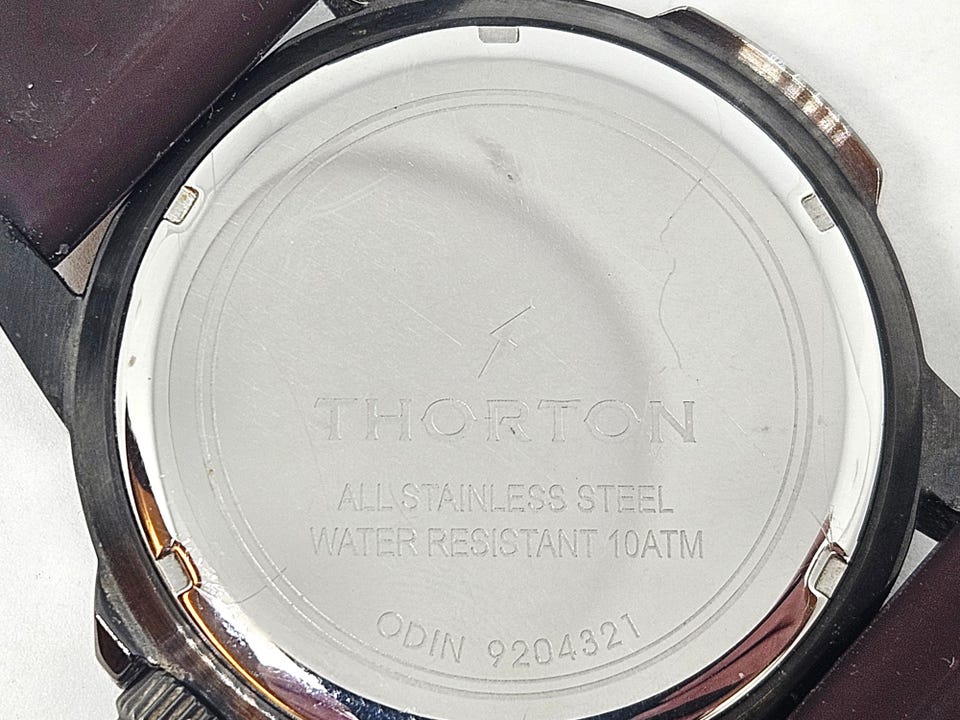 THORTON
ALL STAINLESS STEEL
WATER RESISTANT 10ATM
ODIN 9204321